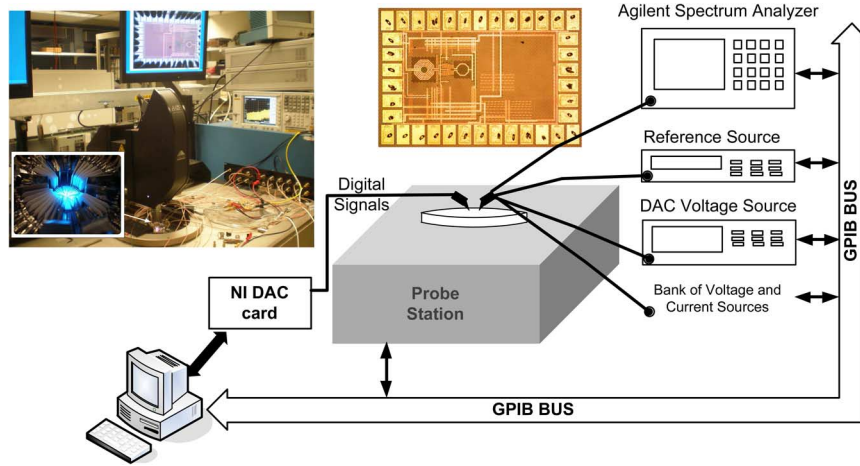 Agilent Spectrum Analyzer
Reference Source
Digital
Signals
DAC Voltage Source
GPIB BUS
NI DAC
card
Probe
Station
Bank of Voltage and
Current Sources
GPIB BUS